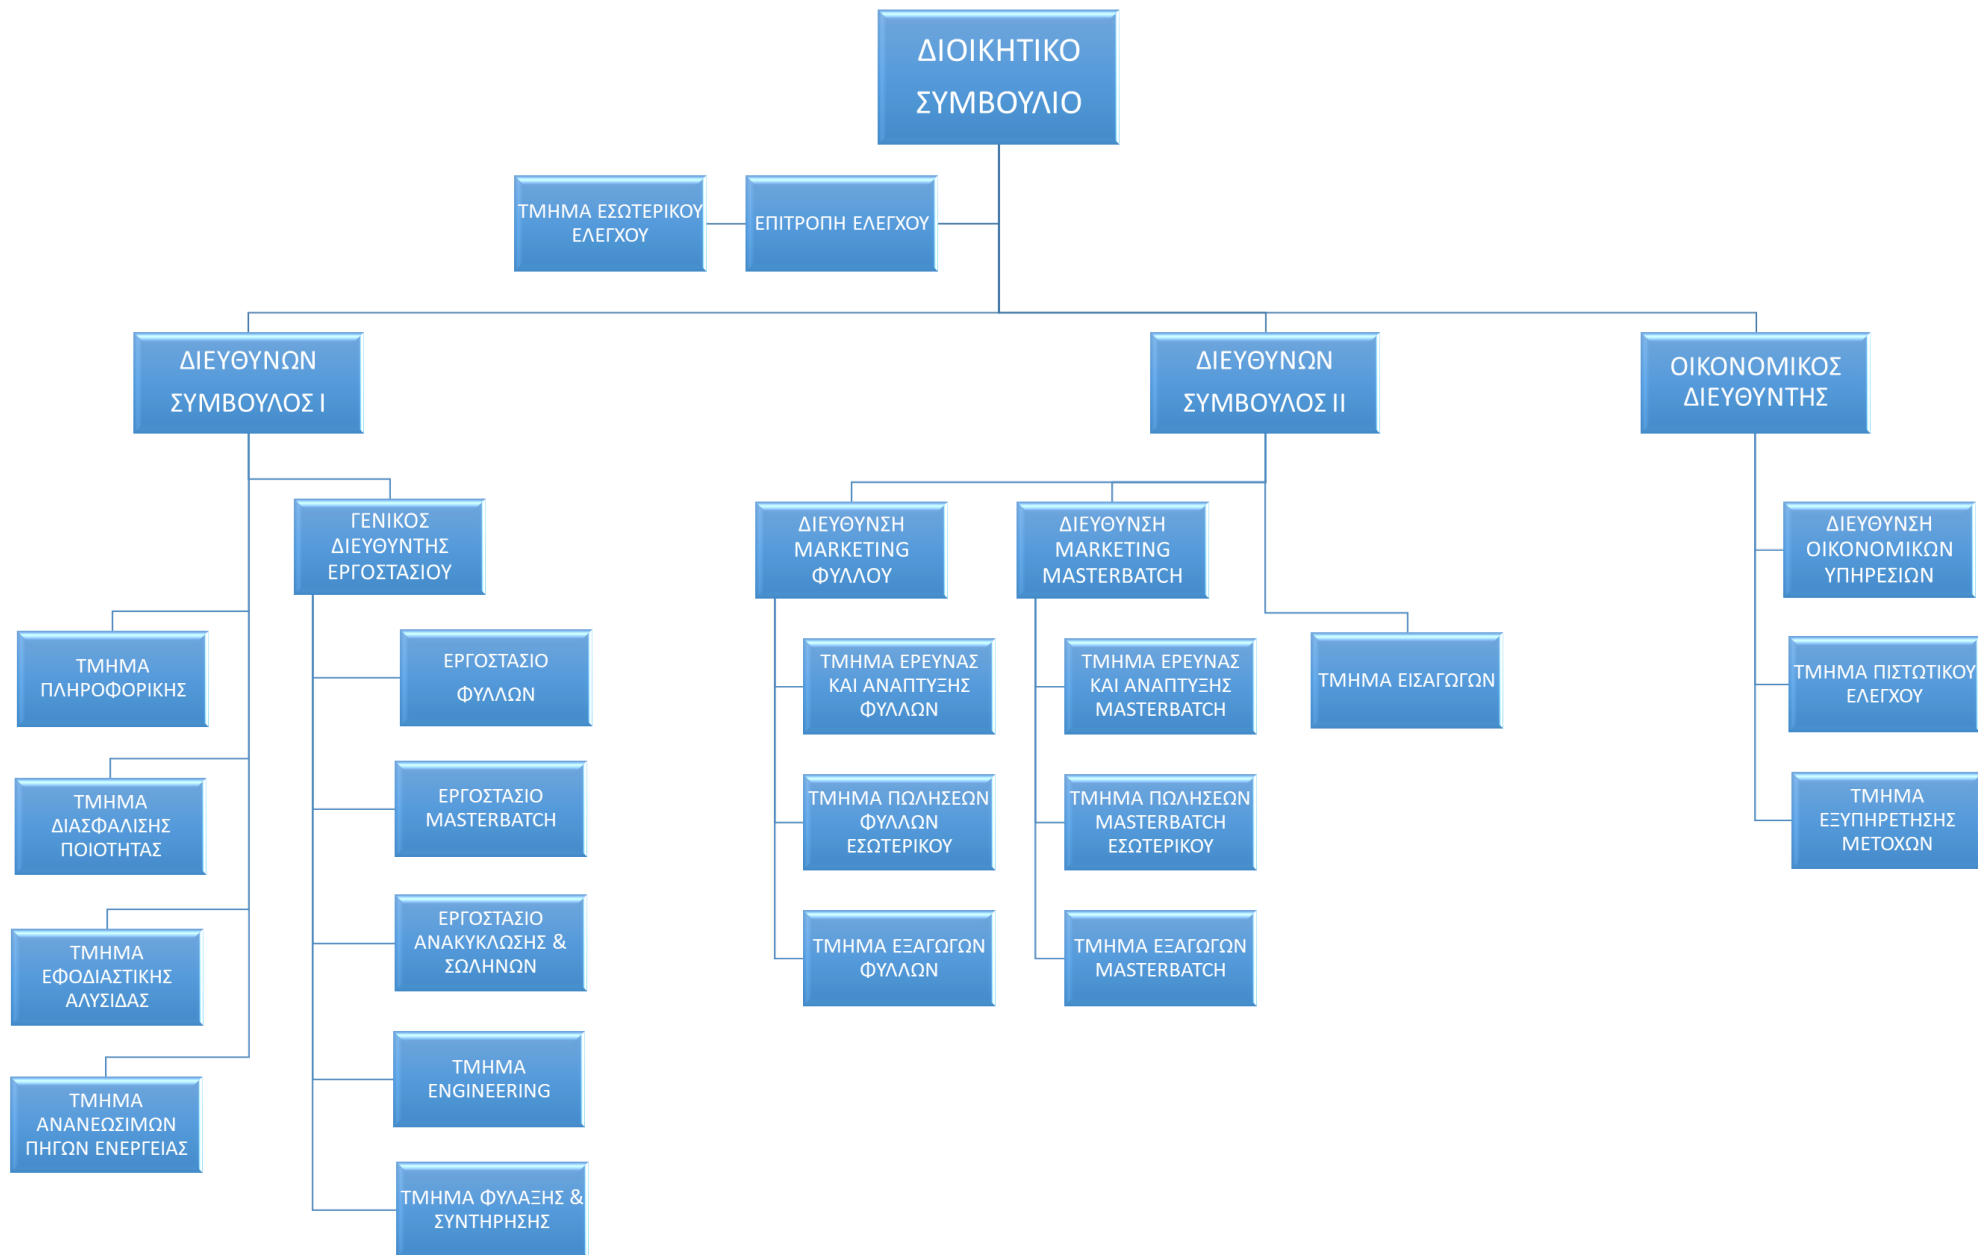 ΔΙΟΙΚΗΤΙΚΟ
ΣΥΜΒΟΥΛΙΟ
ΤΜΗΜΑ ΕΣΩΤΕΡΙΚΟΥ
ΕΛΕΓΧΟΥ
ΕΠΙΤΡΟΠΗ ΕΛΕΓΧΟΥ
ΔΙΕΥΘΥΝΩΝ
ΣΥΜΒΟΥΛΟΣ Ι
ΔΙΕΥΘΥΝΩΝ
ΣΥΜΒΟΥΛΟΣ ΙΙ
ΟΙΚΟΝΟΜΙΚΟΣ
ΔΙΕΥΘΥΝΤΗΣ
ΓΕΝΙΚΟΣ
ΔΙΕΥΘΥΝΤΗΣ
ΕΡΓΟΣΤΑΣΙΟΥ
ΤΜΗΜΑ
ΠΛΗΡΟΦΟΡΙΚΗΣ
ΤΜΗΜΑ
ΔΙΑΣΦΑΛΙΣΗΣ
ΠΟΙΟΤΗΤΑΣ
ΤΜΗΜΑ
ΕΦΟΔΙΑΣΤΙΚΗΣ
ΑΛΥΣΙΔΑΣ
ΤΜΗΜΑ
ΑΝΑΝΕΩΣΙΜΩΝ
ΠΗΓΩΝ ΕΝΕΡΓΕΙΑΣ
ΕΡΓΟΣΤΑΣΙΟ
ΦΥΛΛΩΝ
ΕΡΓΟΣΤΑΣΙΟ
MASTERBATCH
ΕΡΓΟΣΤΑΣΙΟ
ΑΝΑΚΥΚΛΩΣΗΣ &
ΣΩΛΗΝΩΝ
ΤΜΗΜΑ
ENGINEERING
ΤΜΗΜΑ ΦΥΛΑΞΗΣ &
ΣΥΝΤΗΡΗΣΗΣ
ΔΙΕΥΘΥΝΣΗ
MARKETING
ΦΥΛΛΟΥ
ΤΜΗΜΑ ΕΡΕΥΝΑΣ
ΚΑΙ ΑΝΑΠΤΥΞΗΣ
ΦΥΛΛΩΝ
ΤΜΗΜΑ ΠΩΛΗΣΕΩΝ
ΦΥΛΛΩΝ
ΕΣΩΤΕΡΙΚΟΥ
ΤΜΗΜΑ ΕΞΑΓΩΓΩΝ
ΦΥΛΛΩΝ
ΔΙΕΥΘΥΝΣΗ
MARKETING
MASTERBATCH
ΤΜΗΜΑ ΕΡΕΥΝΑΣ
ΚΑΙ ΑΝΑΠΤΥΞΗΣ
MASTERBATCH
ΤΜΗΜΑ ΠΩΛΗΣΕΩΝ
MASTERBATCH
ΕΣΩΤΕΡΙΚΟΥ
ΤΜΗΜΑ ΕΞΑΓΩΓΩΝ
MASTERBATCH
ΤΜΗΜΑ ΕΙΣΑΓΩΓΩΝ
ΔΙΕΥΘΥΝΣΗ
ΟΙΚΟΝΟΜΙΚΩΝ
ΥΠΗΡΕΣΙΩΝ
ΤΜΗΜΑ ΠΙΣΤΩΤΙΚΟΥ
ΕΛΕΓΧΟΥ
ΤΜΗΜΑ
ΕΞΥΠΗΡΕΤΗΣΗΣ
ΜΕΤΟΧΩΝ